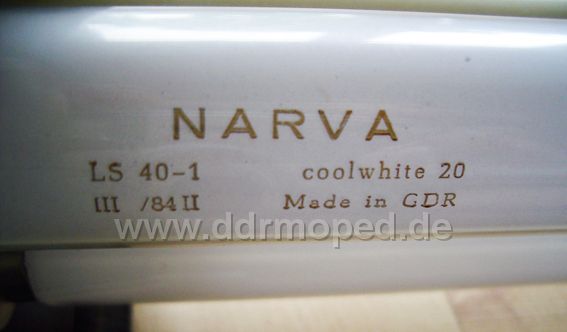 NARVA
LS 40-1 coolwhite 20
III /84 II Made in GDR
www.ddrmoped.de